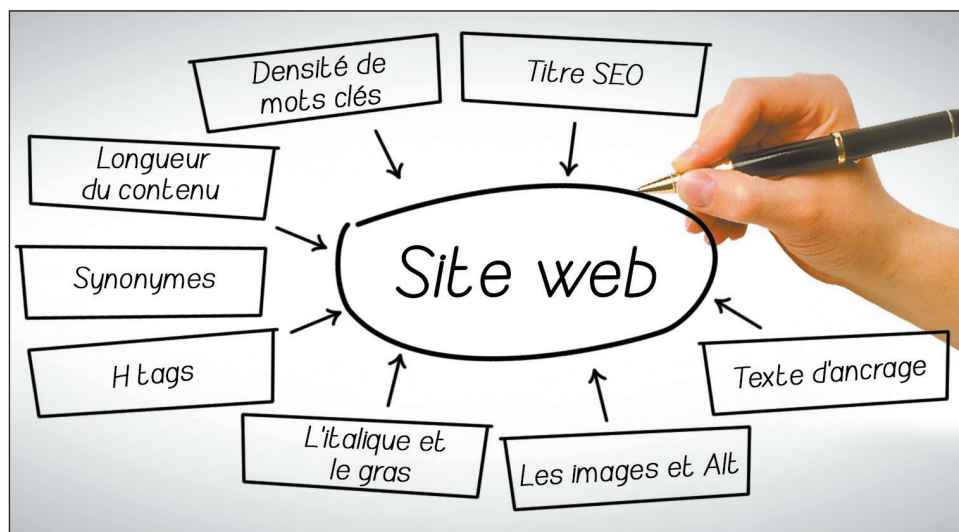 Densité de
mots clés
Titre SEO
Longueur
du contenu
Synonymes
Site web
H tags
Texte d'ancrage
L'italique et
le gras
Les images et Alt